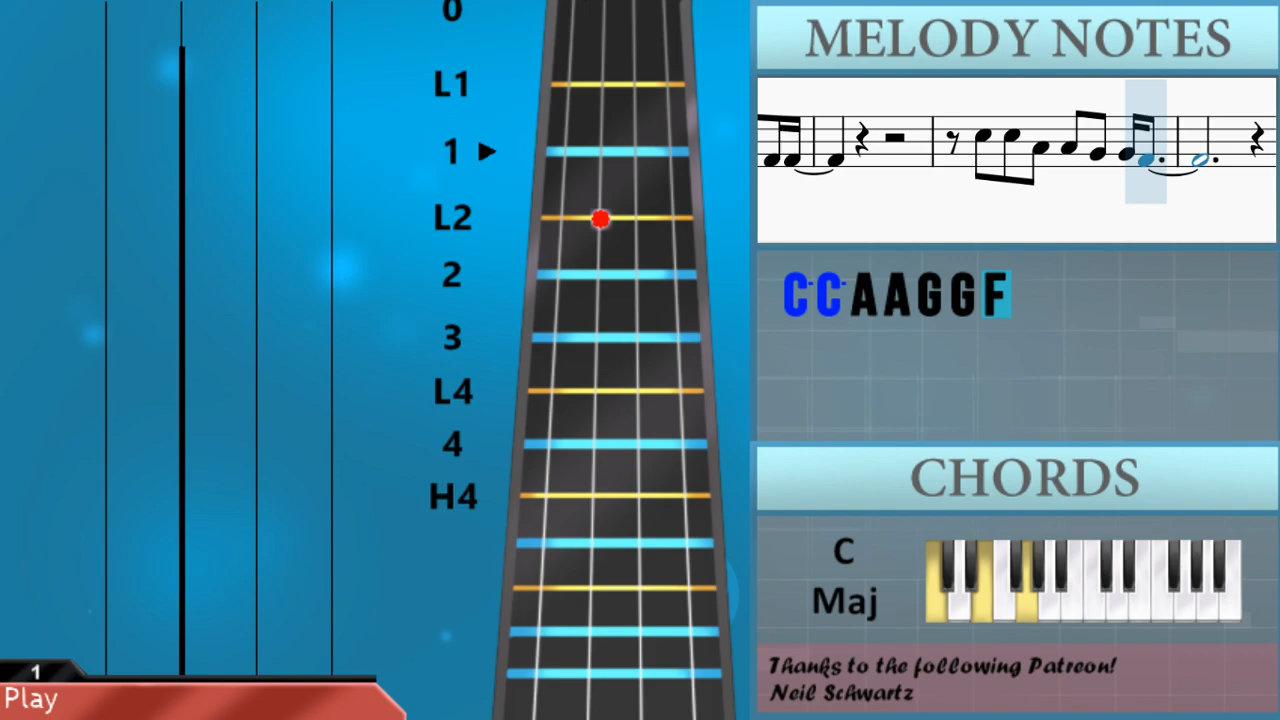 0
L1
1
L2
2
3
L4
4
H4
1
Play
MELODY NOTES
CCAAGGF
CHORDS
C
Maj
Thanks to the following Patreon!
Neil Schwartz